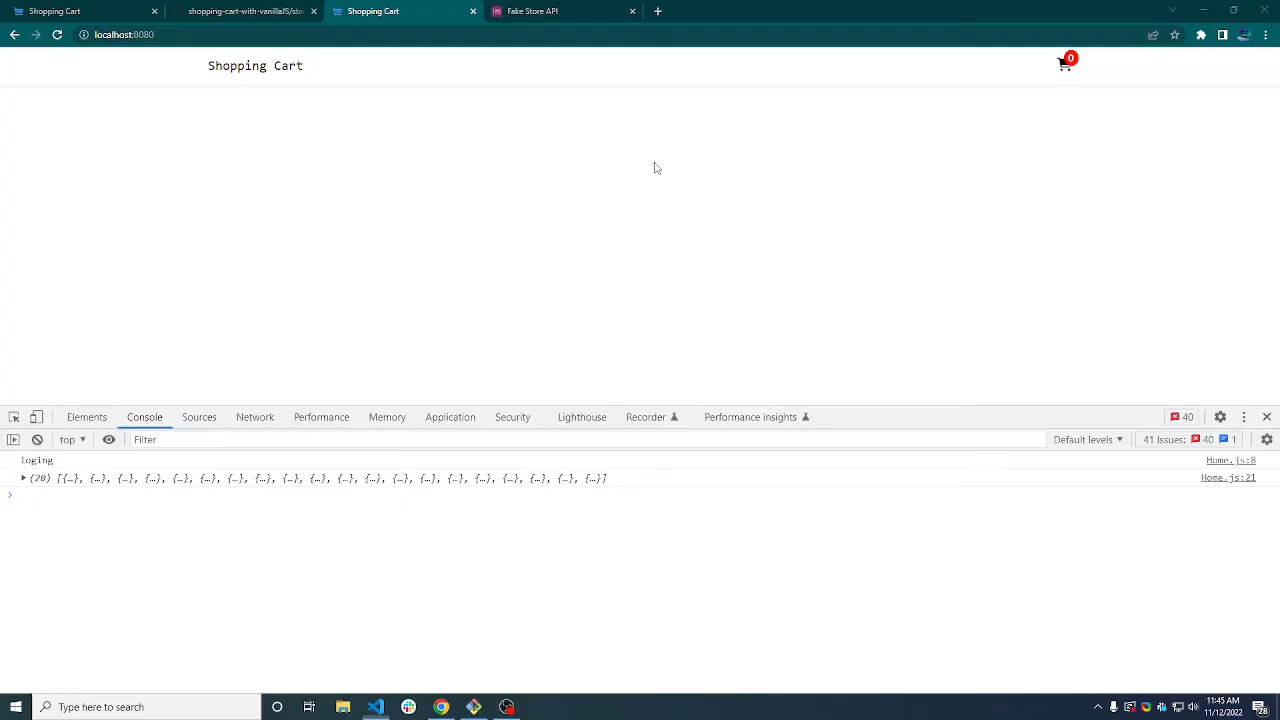 Shopping Cart
shopping-cart-with-vanillaJS/sta
Shopping Cart
Fake Store API
localhost:8080
Shopping Cart
0
Elements Console Sources Network Performance Memory Application Security Lighthouse Recorder Performance insights 40
top Filter Default levels 41 Issues: 40 1
loging Home.js:8
(20) [{…}, {…}, {…}, {…}, {…}, {…}, {…}, {…}, {…}, {…}, {…}, {…}, {…}, {…}, {…}, {…}, {…}, {…}, {…}, {…}] Home.js:21
Type here to search
11:45 AM
11/12/2022
28